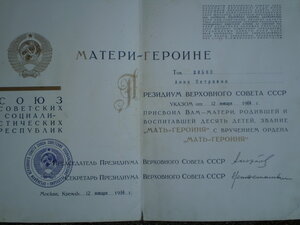 СОЮЗ
СОВЕТСКИХ
СОЦИАЛИ-
СТИЧЕСКИХ
РЕСПУБЛИК
МАТЕРИ-ГЕРОИНЕ
Тов.
Анна Петровна
ПРЕЗИДИУМ ВЕРХОВНОГО СОВЕТА СССР
УКАЗОМ от 12 января
ПРИСВОИЛ ВАМ—МАТЕРИ, РОДИВШЕЙ И
ВОСПИТАВШЕЙ ДЕСЯТЬ ДЕТЕЙ, ЗВАНИЕ
"МАТЬ-ГЕРОИНЯ" С ВРУЧЕНИЕМ ОРДЕНА
"МАТЬ-ГЕРОИНЯ"
ПРЕДСЕДАТЕЛЬ ПРЕЗИДИУМА ВЕРХОВНОГО СОВЕТА СССР
СЕКРЕТАРЬ ПРЕЗИДИУМА ВЕРХОВНОГО СОВЕТА СССР
Москва, Кремль, 12 января